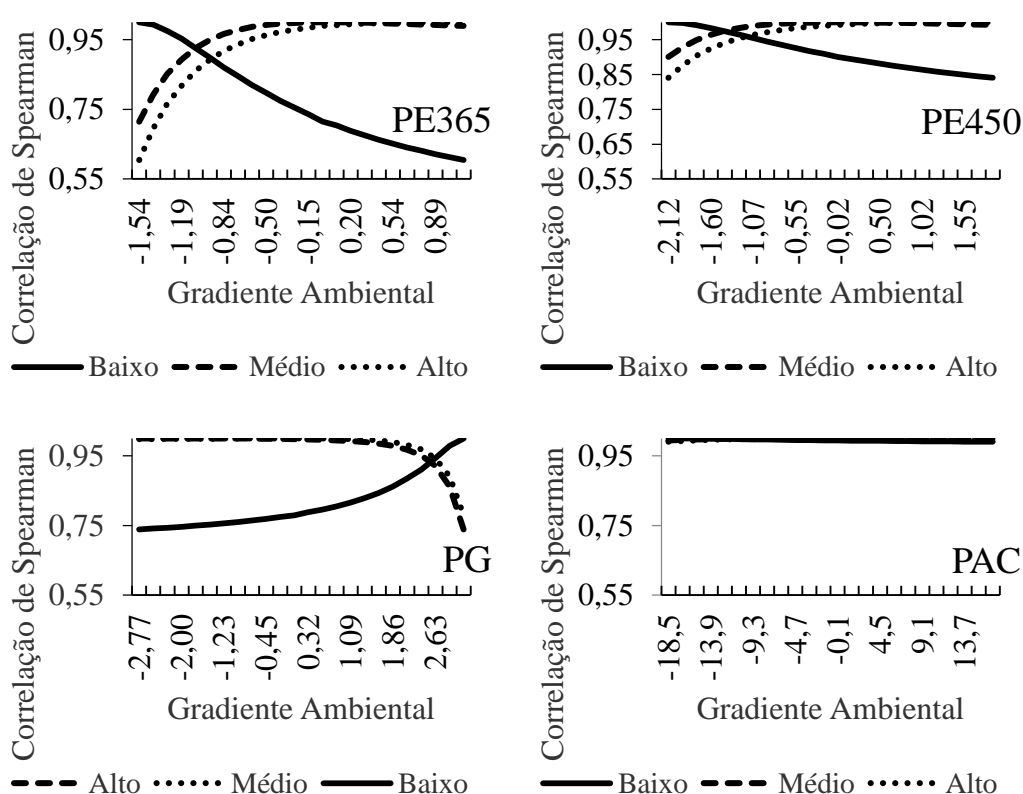 Correlação de Spearman
0,95
0,75
0,55
PE365
-1,54
-1,19
-0,84
-0,50
-0,15
0,20
0,54
0,89
Gradiente Ambiental
Baixo Médio Alto
Correlação de Spearman
0,95
0,85
0,75
0,65
0,55
PE450
-2,12
-1,60
-1,07
-0,55
-0,02
0,50
1,02
1,55
Gradiente Ambiental
Baixo Médio Alto
Correlação de Spearman
0,95
0,75
0,55
PG
-2,77
-2,00
-1,23
-0,45
0,32
1,09
1,86
2,63
Gradiente Ambiental
Alto Médio Baixo
Correlação de Spearman
0,95
0,75
0,55
PAC
-18,5
-13,9
-9,3
-4,7
-0,1
4,5
9,1
13,7
Gradiente Ambiental
Baixo Médio Alto